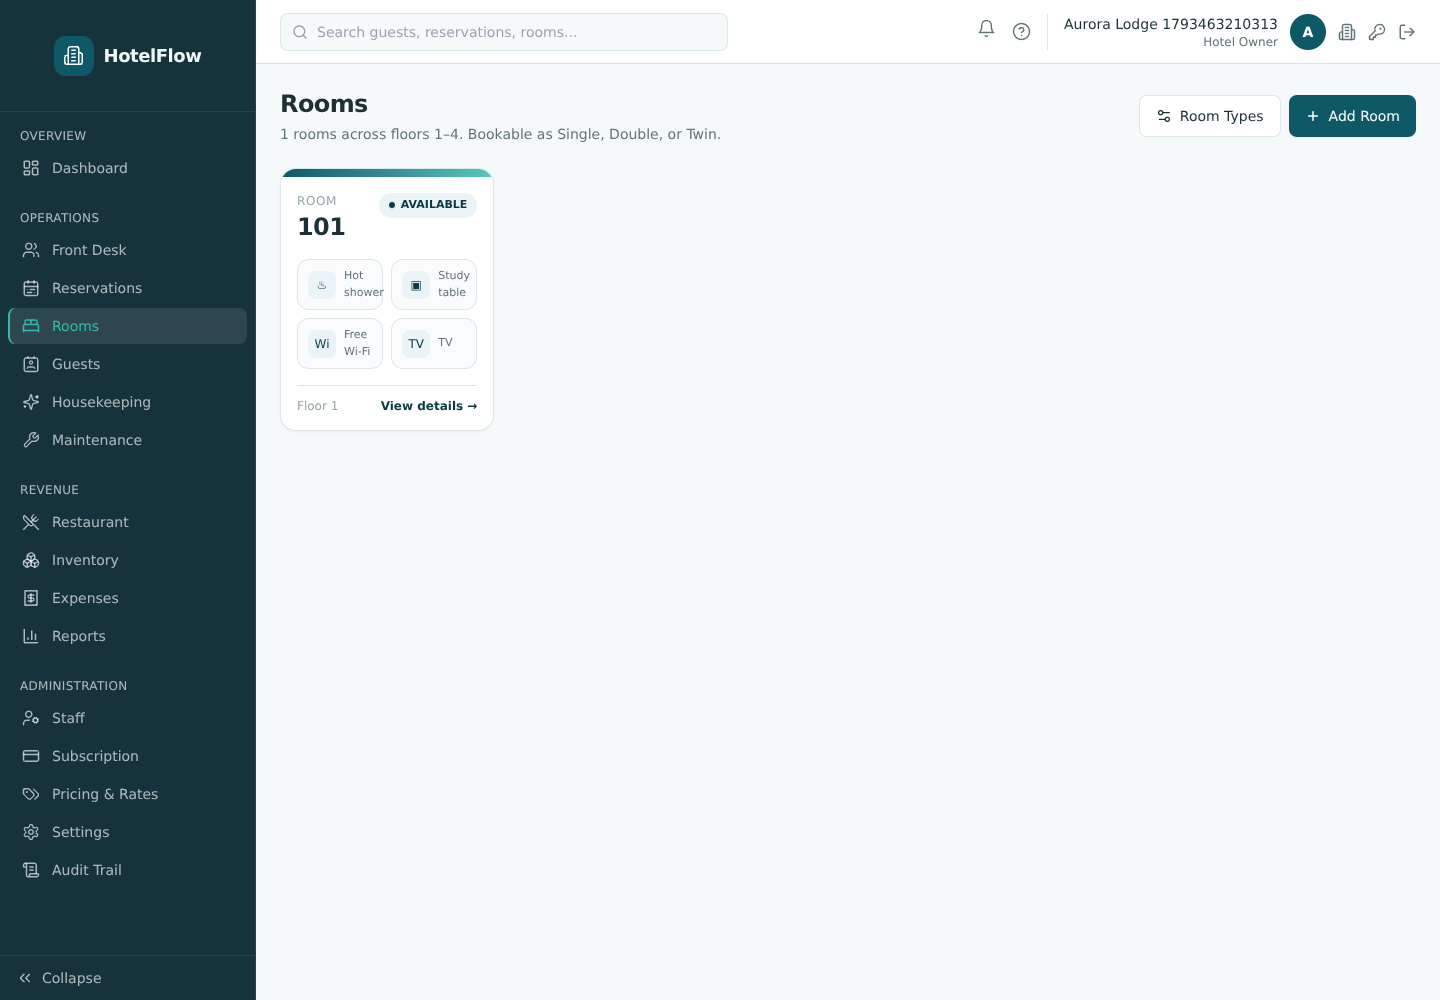 HotelFlow
OVERVIEW
Dashboard
OPERATIONS
Front Desk
Reservations
Rooms
Guests
Housekeeping
Maintenance
REVENUE
Restaurant
Inventory
Expenses
Reports
ADMINISTRATION
Staff
Subscription
Pricing & Rates
Settings
Audit Trail
Collapse
Search guests, reservations, rooms...
Aurora Lodge 1793463210313
Hotel Owner
A
Rooms
1 rooms across floors 1–4. Bookable as Single, Double, or Twin.
Room Types
Add Room
ROOM
AVAILABLE
101
Hot
shower
Study
table
Wi
Free
Wi-Fi
TV
TV
Floor 1
View details →